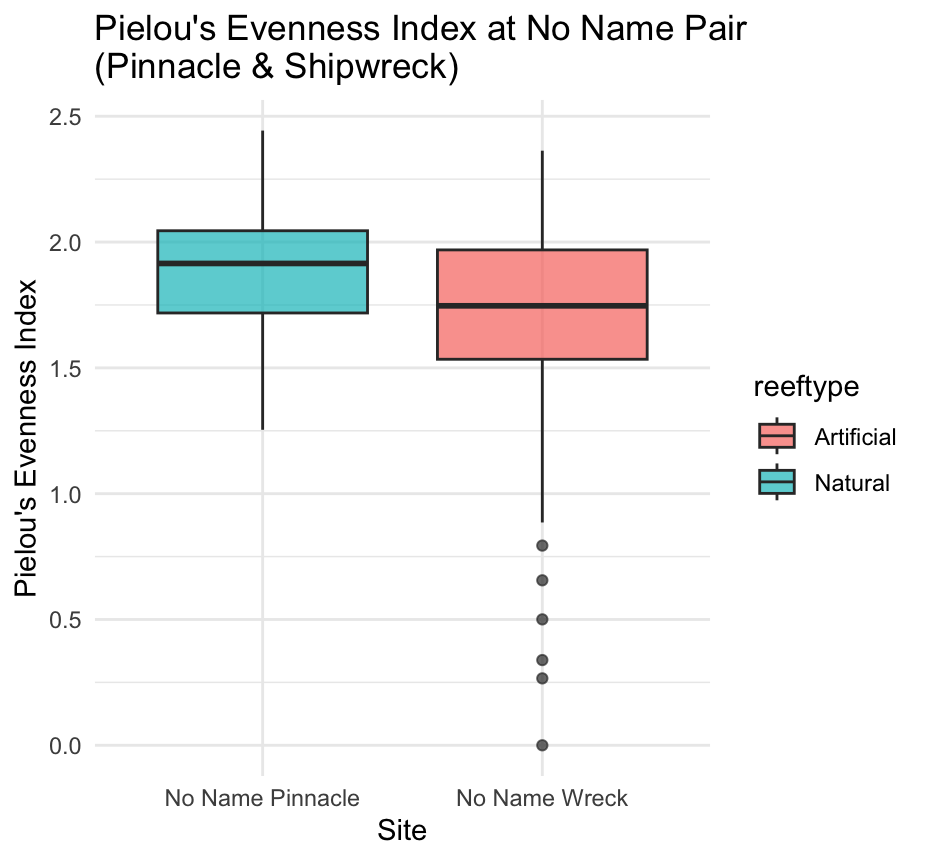 Pielou's Evenness Index at No Name Pair
(Pinnacle & Shipwreck)
Pielou's Evenness Index
2.5
2.0
1.5
1.0
0.5
0.0
No Name Pinnacle
No Name Wreck
Site
reeftype
Artificial
Natural